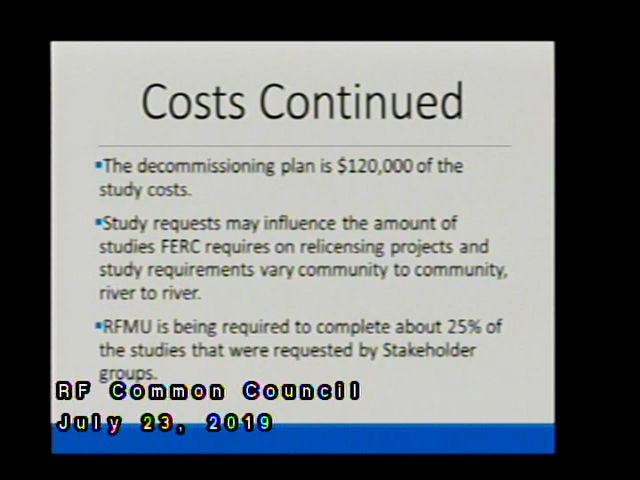 Costs Continued
▪The decommissioning plan is $120,000 of the
study costs.
▪Study requests may influence the amount of
studies FERC requires on relicensing projects and
study requirements vary community to community,
river to river.
▪RFMU is being required to complete about 25% of
the studies that were requested by Stakeholder
groups.
RF Common Council
July 23, 2019